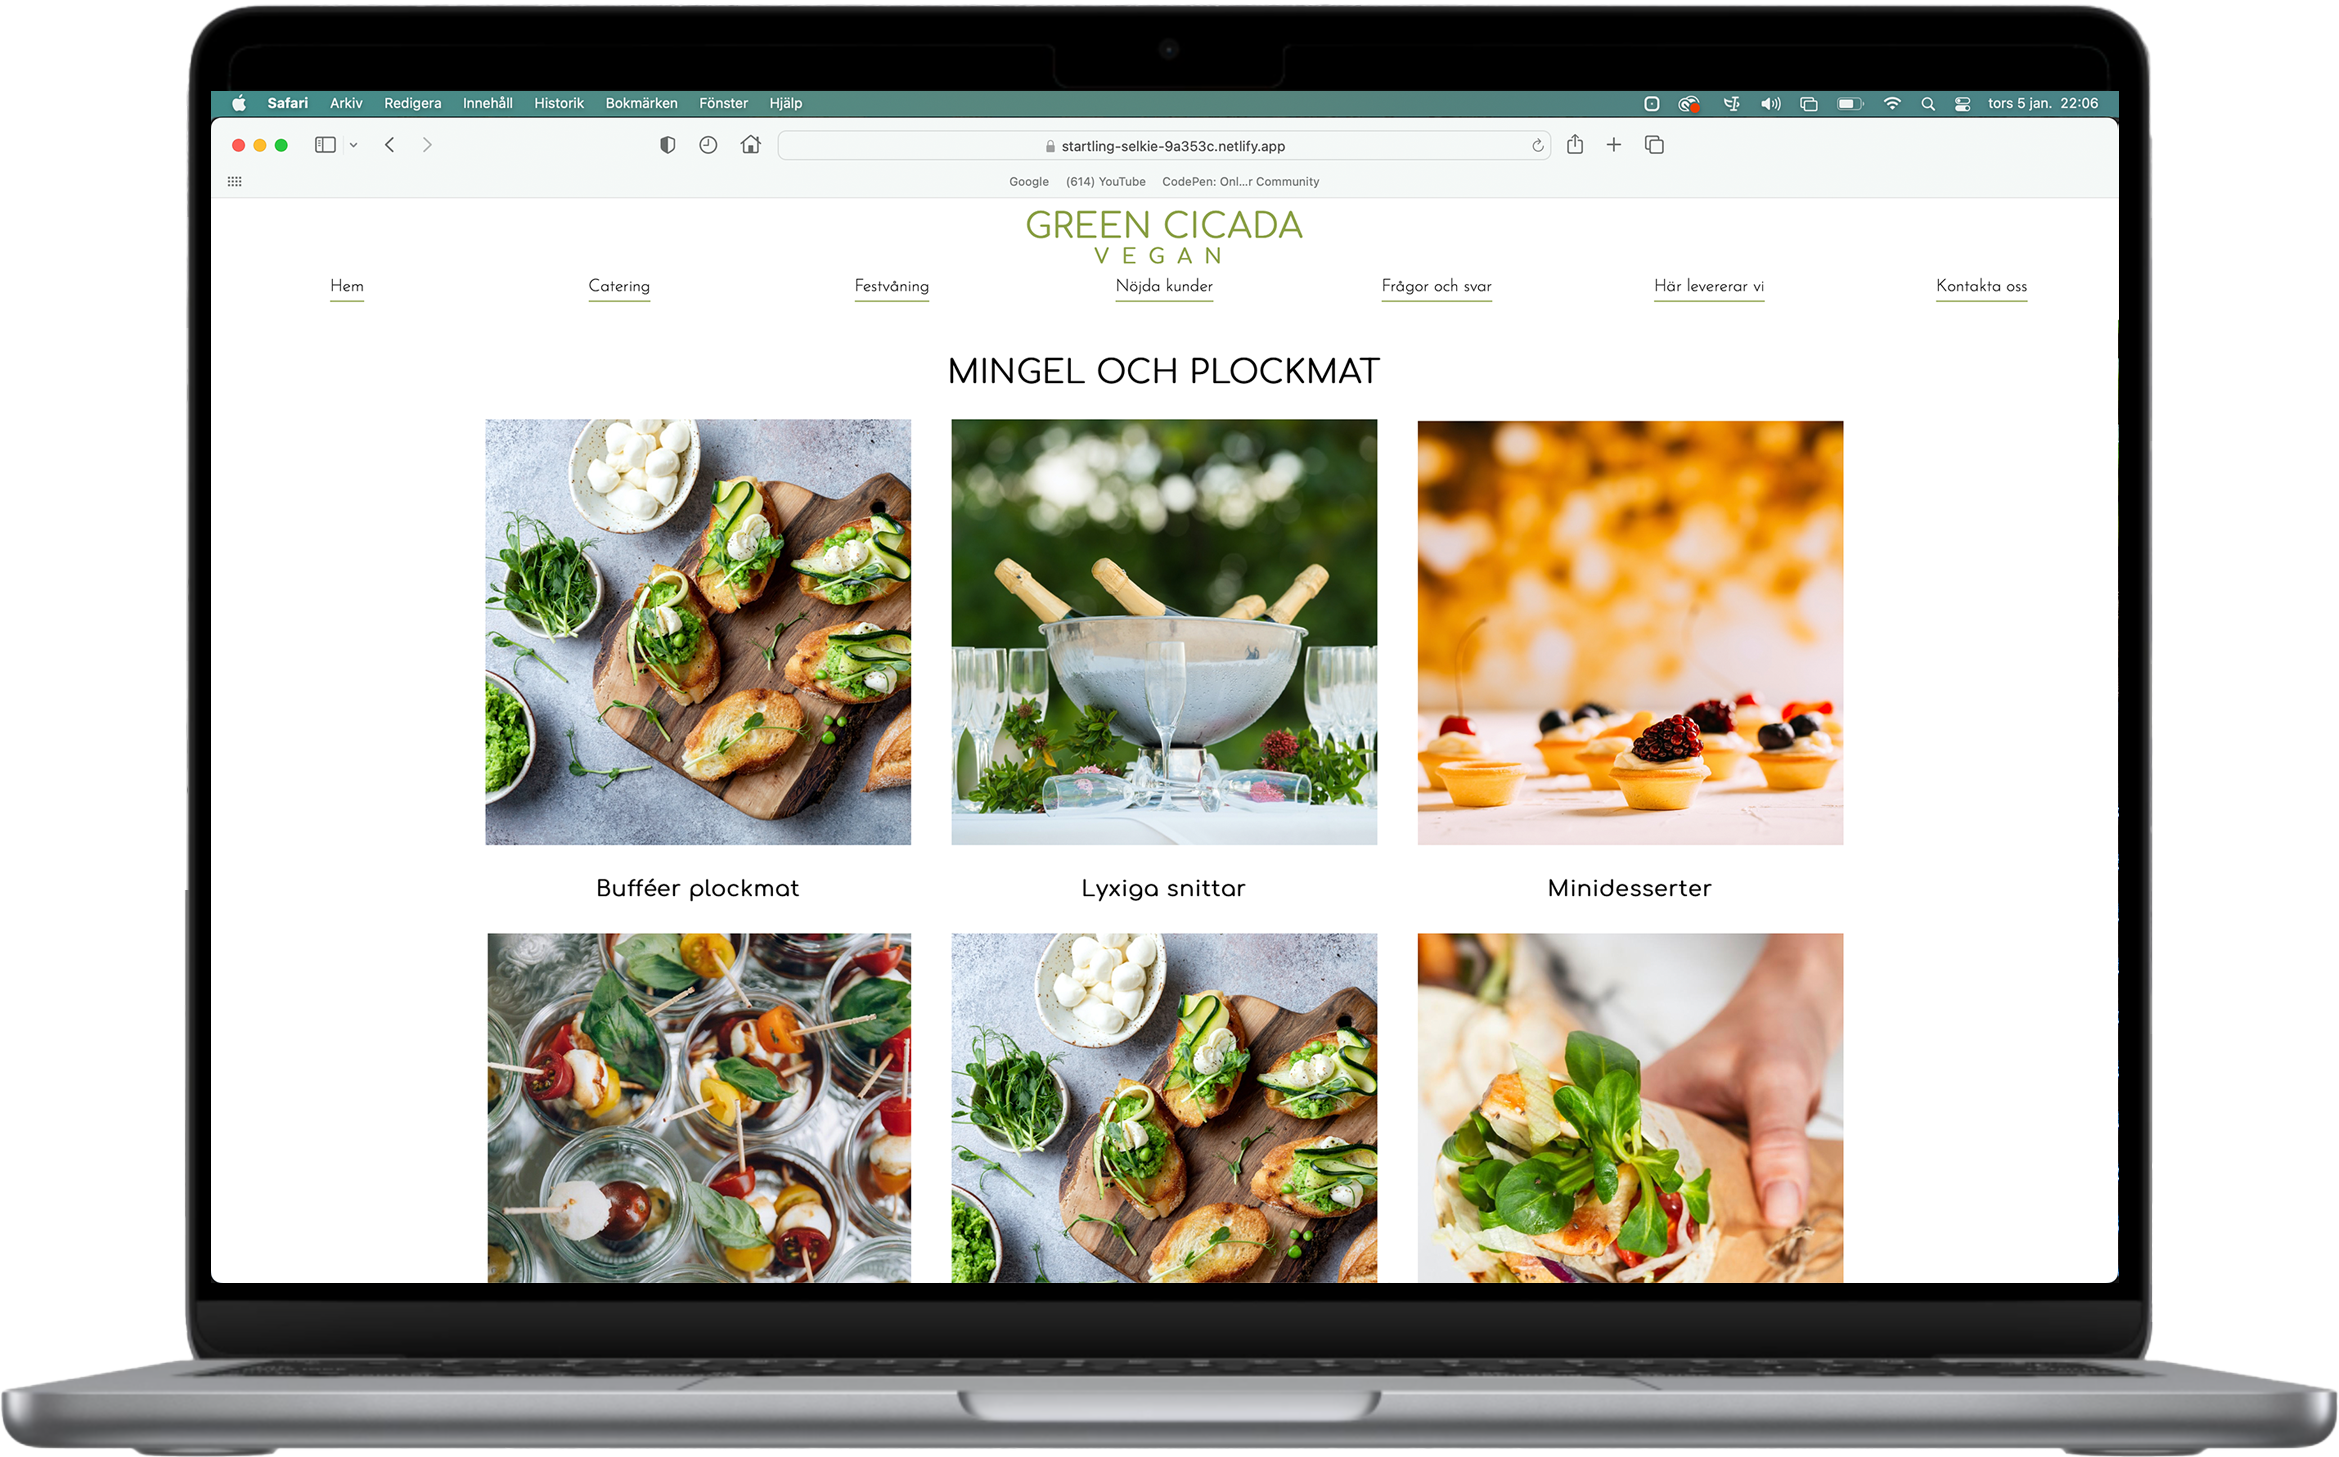 Safari Arkiv Redigera Innehåll Historik Bokmärken Fönster Hjälp tors 5 jan. 22:06
startling-selkie-9a353c.netlify.app
Google (614) YouTube CodePen: Onl...r Community
GREEN CICADA
VEGAN
Hem Catering Festvåning Nöjda kunder Frågor och svar Här levererar vi Kontakta oss
MINGEL OCH PLOCKMAT
Bufféer plockmat Lyxiga snittar Minidesserter